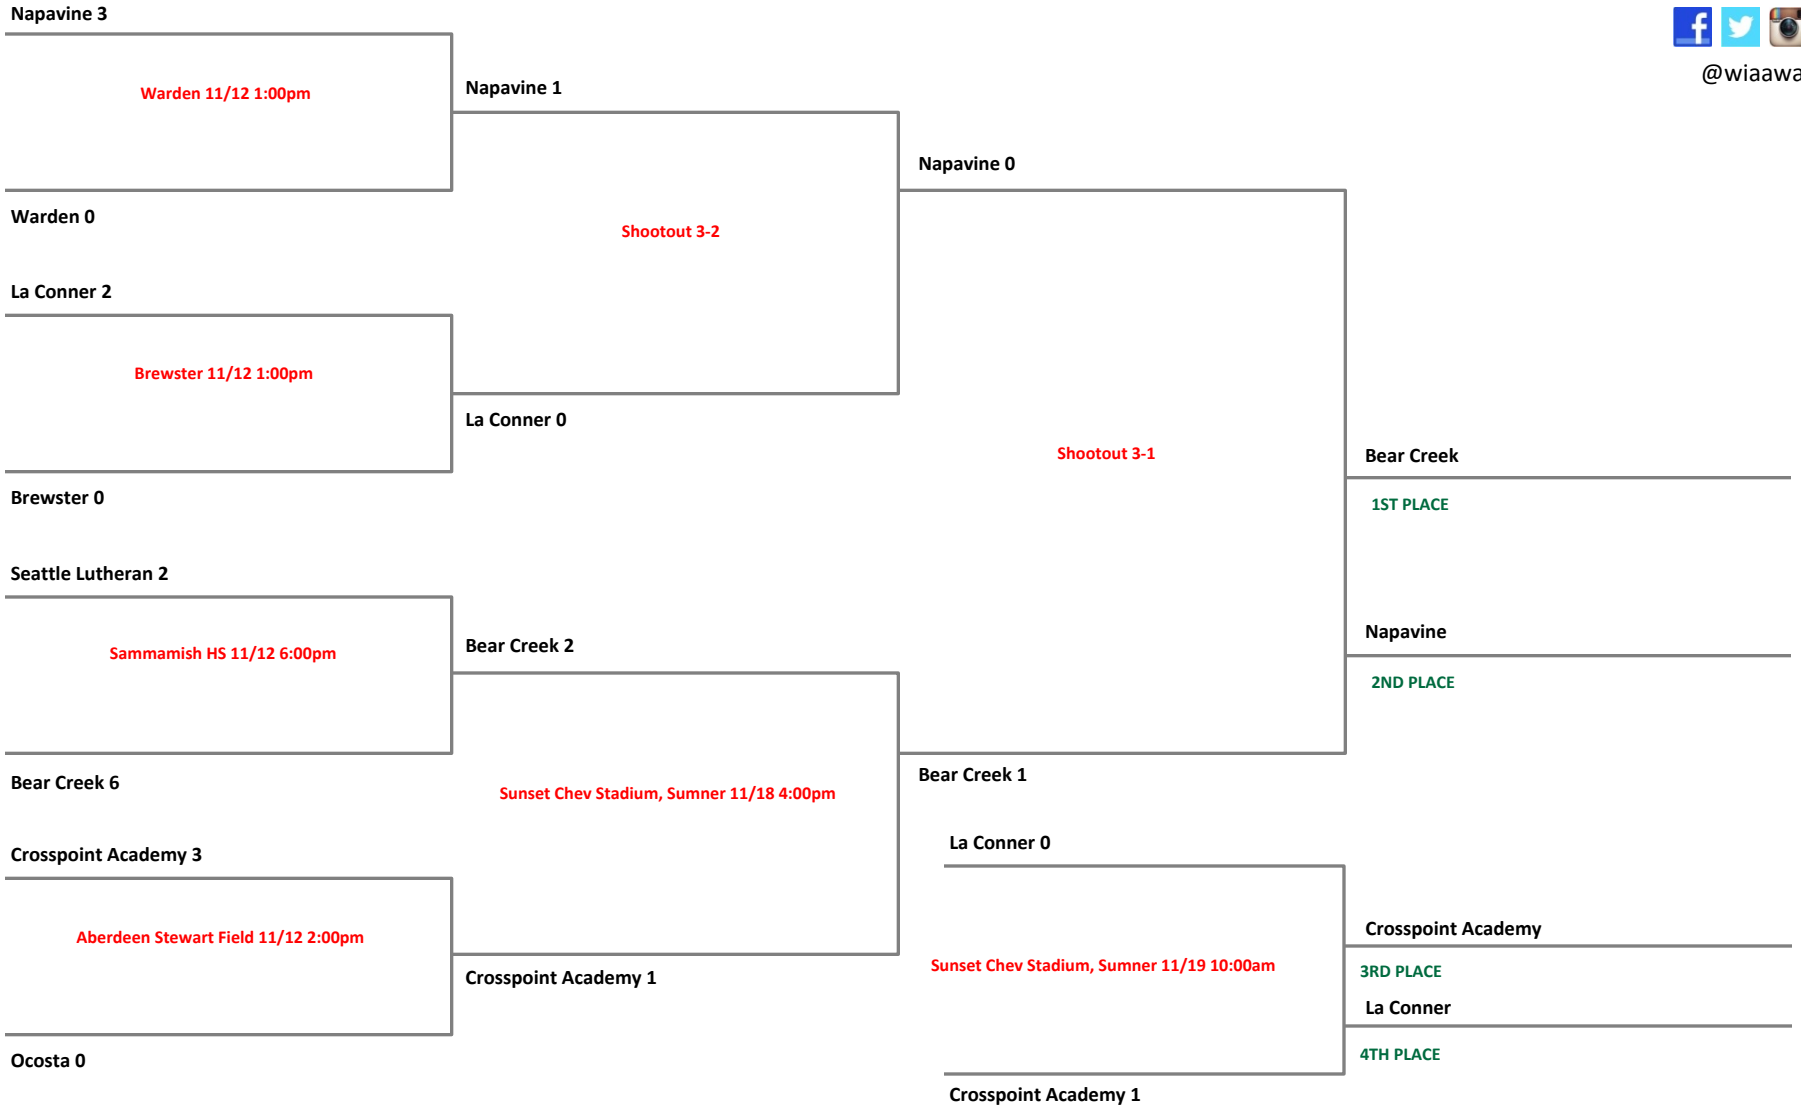 Napavine 3
@wiaawa
Warden 11/12 1:00pm
Napavine 1
Napavine 0
Warden 0
Shootout 3-2
La Conner 2
Brewster 11/12 1:00pm
La Conner 0
Shootout 3-1
Bear Creek
Brewster 0
1ST PLACE
Seattle Lutheran 2
Napavine
Sammamish HS 11/12 6:00pm
Bear Creek 2
2ND PLACE
Bear Creek 6
Bear Creek 1
Sunset Chev Stadium, Sumner 11/18 4:00pm
La Conner 0
Crosspoint Academy 3
Crosspoint Academy
Aberdeen Stewart Field 11/12 2:00pm
Sunset Chev Stadium, Sumner 11/19 10:00am
3RD PLACE
Crosspoint Academy 1
La Conner
4TH PLACE
Ocosta 0
Crosspoint Academy 1